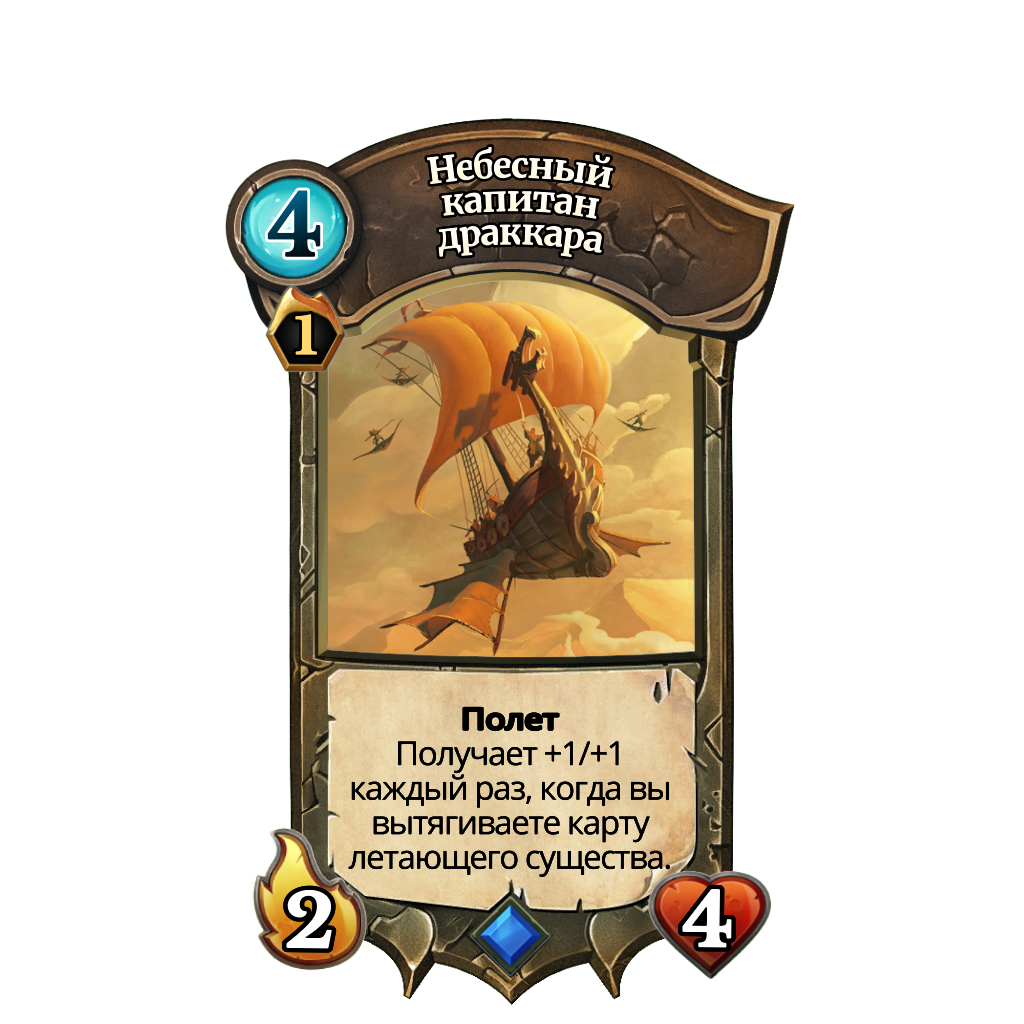 Небесный
капитан
драккара
4
1
Полет
Получает +1/+1
каждый раз, когда вы
вытягиваете карту
летающего существа.
2
4